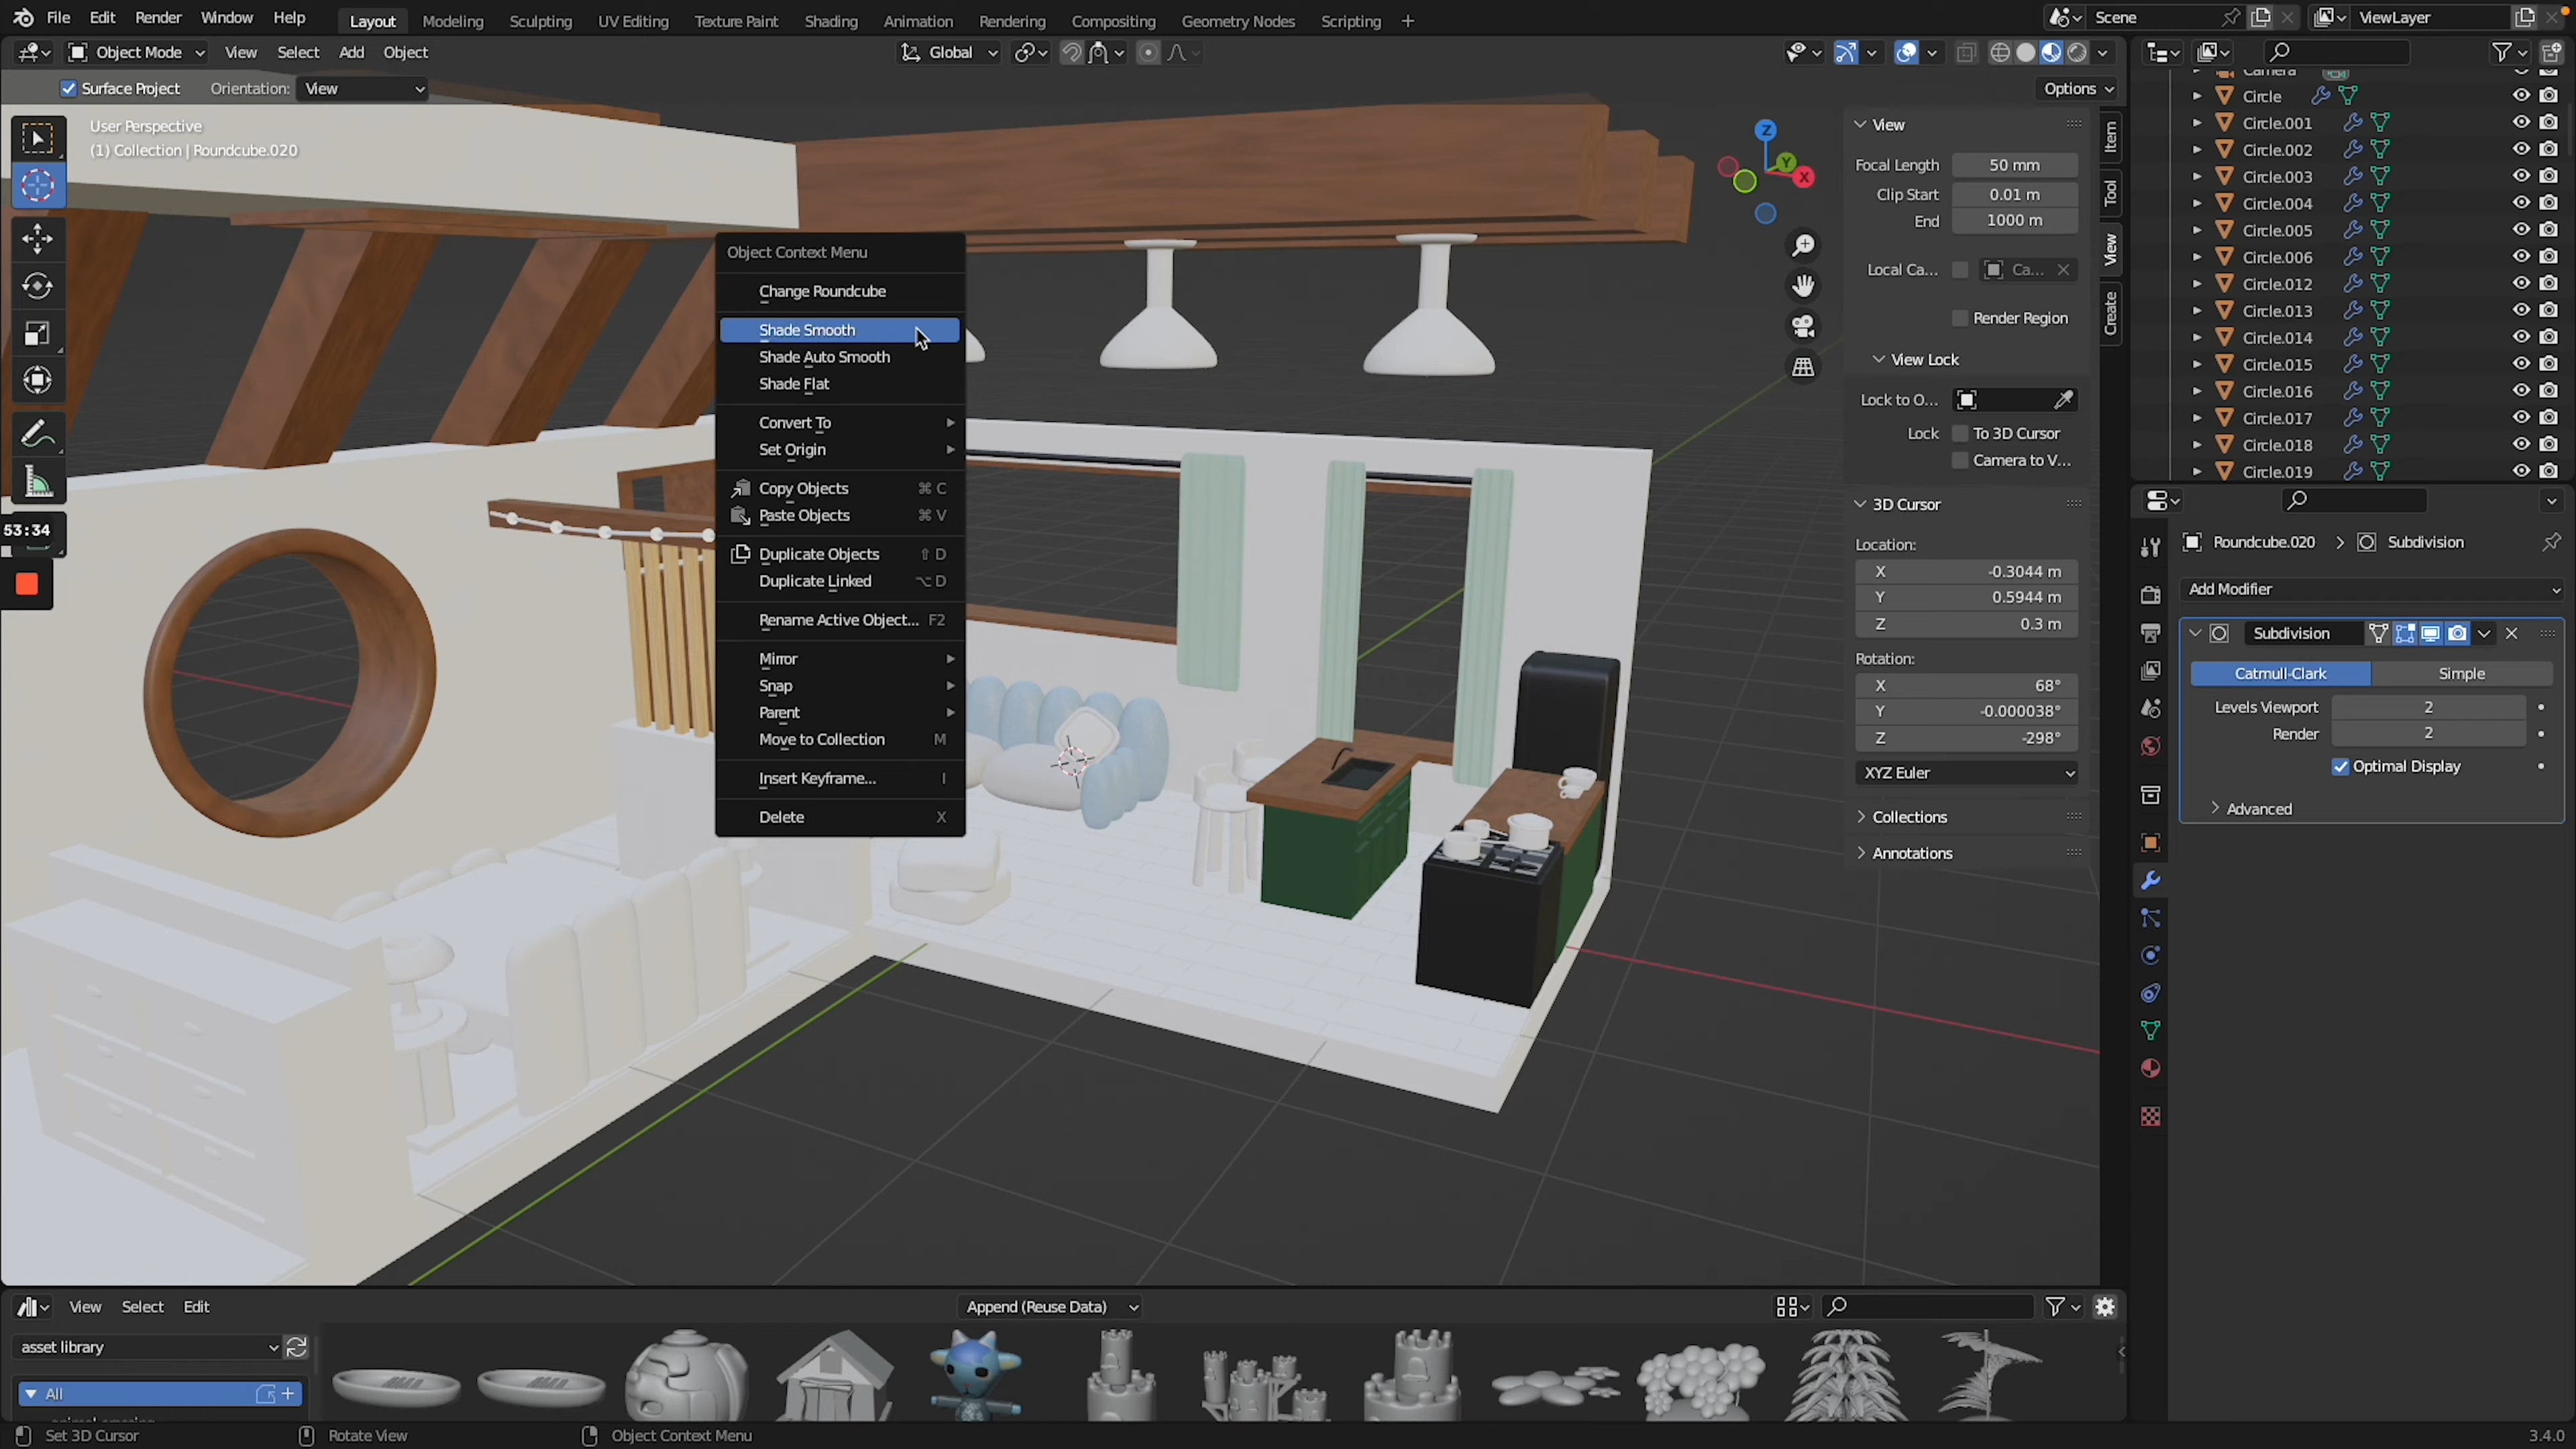 File Edit Render Window Help Layout Modeling Sculpting UV Editing Texture Paint Shading Animation Rendering Compositing Geometry Nodes Scripting + Scene ViewLayer
Object Mode View Select Add Object Global
Surface Project Orientation: View Options
User Perspective
(1) Collection | Roundcube.020
53:34
Z
Y
X
Object Context Menu
Change Roundcube
Shade Smooth
Shade Auto Smooth
Shade Flat
Convert To
Set Origin
Copy Objects ⌘ C
Paste Objects ⌘ V
Duplicate Objects ⇧ D
Duplicate Linked ⌥ D
Rename Active Object... F2
Mirror
Snap
Parent
Move to Collection M
Insert Keyframe... I
Delete X
View
Focal Length 50 mm
Clip Start 0.01 m
End 1000 m
Local Ca... Ca...
Render Region
View Lock
Lock to O...
Lock To 3D Cursor
Camera to V...
3D Cursor
Location:
X -0.3044 m
Y 0.5944 m
Z 0.3 m
Rotation:
X 68°
Y -0.000038°
Z -298°
XYZ Euler
Collections
Annotations
Item
Tool
View
Create
Camera
Circle
Circle.001
Circle.002
Circle.003
Circle.004
Circle.005
Circle.006
Circle.012
Circle.013
Circle.014
Circle.015
Circle.016
Circle.017
Circle.018
Circle.019
Roundcube.020 > Subdivision
Add Modifier
Subdivision
Catmull-Clark Simple
Levels Viewport 2
Render 2
Optimal Display
Advanced
View Select Edit Append (Reuse Data)
asset library
All
Set 3D Cursor Rotate View Object Context Menu 3.4.0